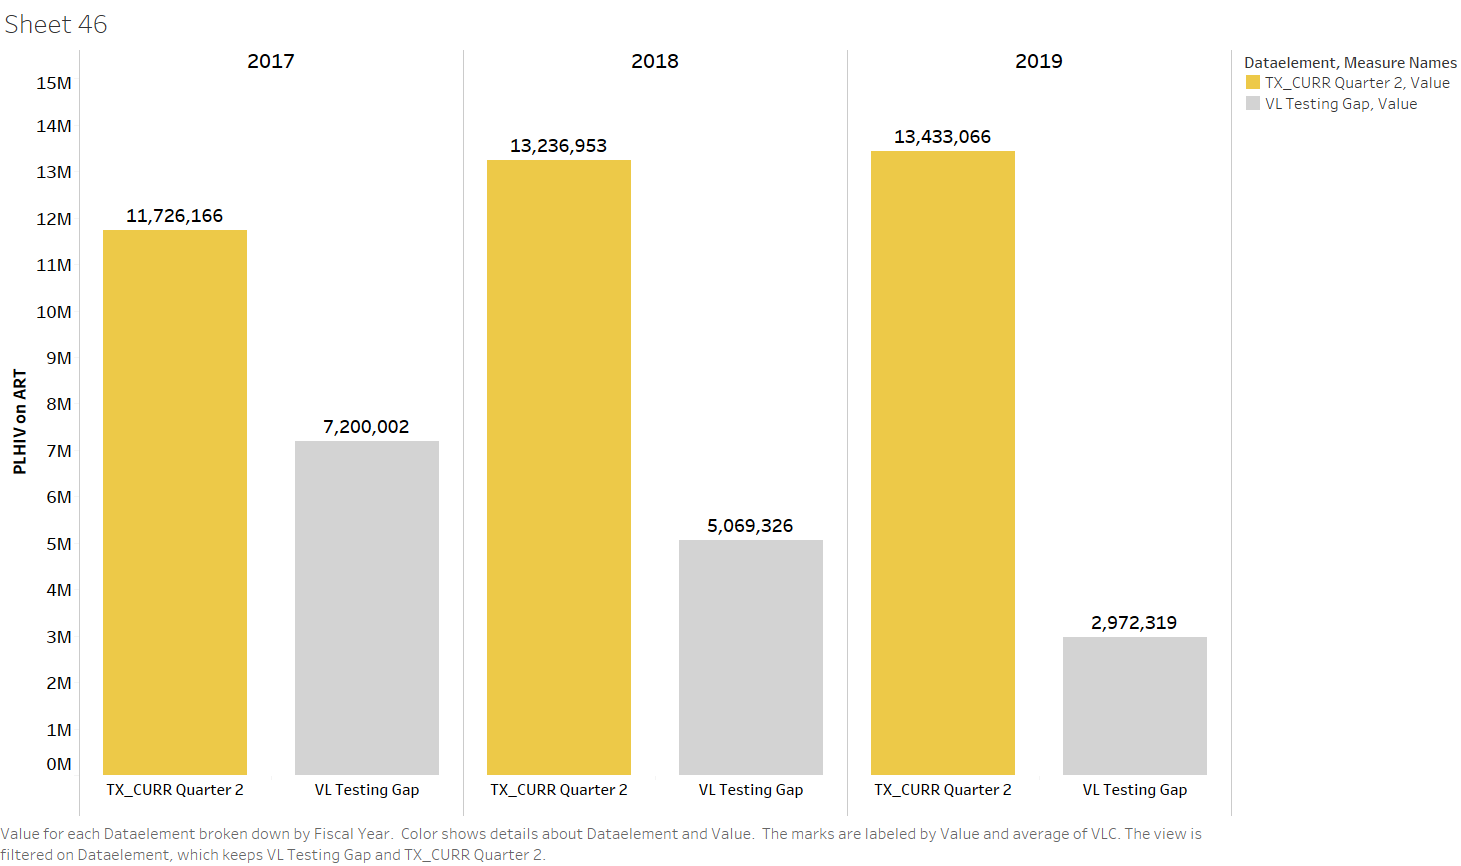 Sheet 46
2017
2018
2019
Dataelement, Measure Names
TX_CURR Quarter 2, Value
VL Testing Gap, Value
15M
14M
13M
12M
11M
10M
9M
8M
7M
6M
5M
4M
3M
2M
1M
0M
PLHIV on ART
11,726,166
7,200,002
13,236,953
5,069,326
13,433,066
2,972,319
TX_CURR Quarter 2
VL Testing Gap
TX_CURR Quarter 2
VL Testing Gap
TX_CURR Quarter 2
VL Testing Gap
Value for each Dataelement broken down by Fiscal Year.  Color shows details about Dataelement and Value.  The marks are labeled by Value and average of VLC. The view is
filtered on Dataelement, which keeps VL Testing Gap and TX_CURR Quarter 2.